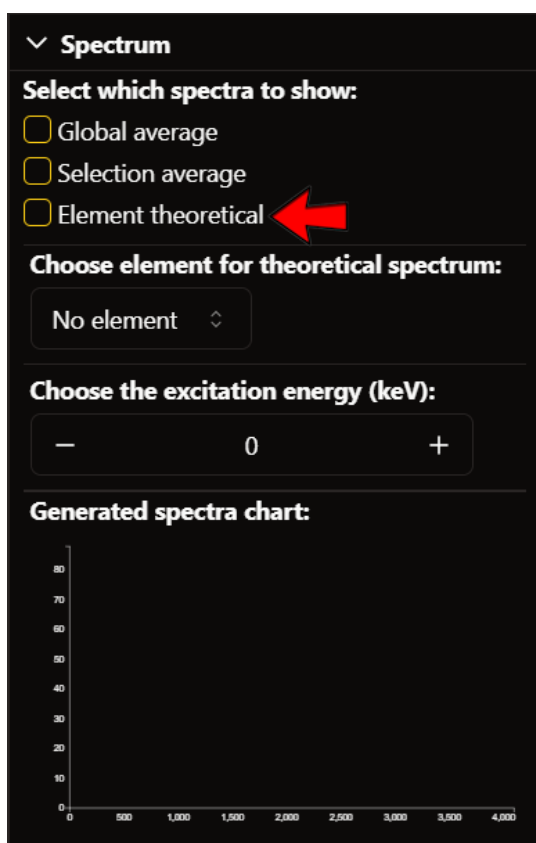 Spectrum
Select which spectra to show:
Global average
Selection average
Element theoretical
Choose element for theoretical spectrum:
No element
Choose the excitation energy (keV):
− 0 +
Generated spectra chart:
80
70
60
50
40
30
20
10
0
0 500 1,000 1,500 2,000 2,500 3,000 3,500 4,000